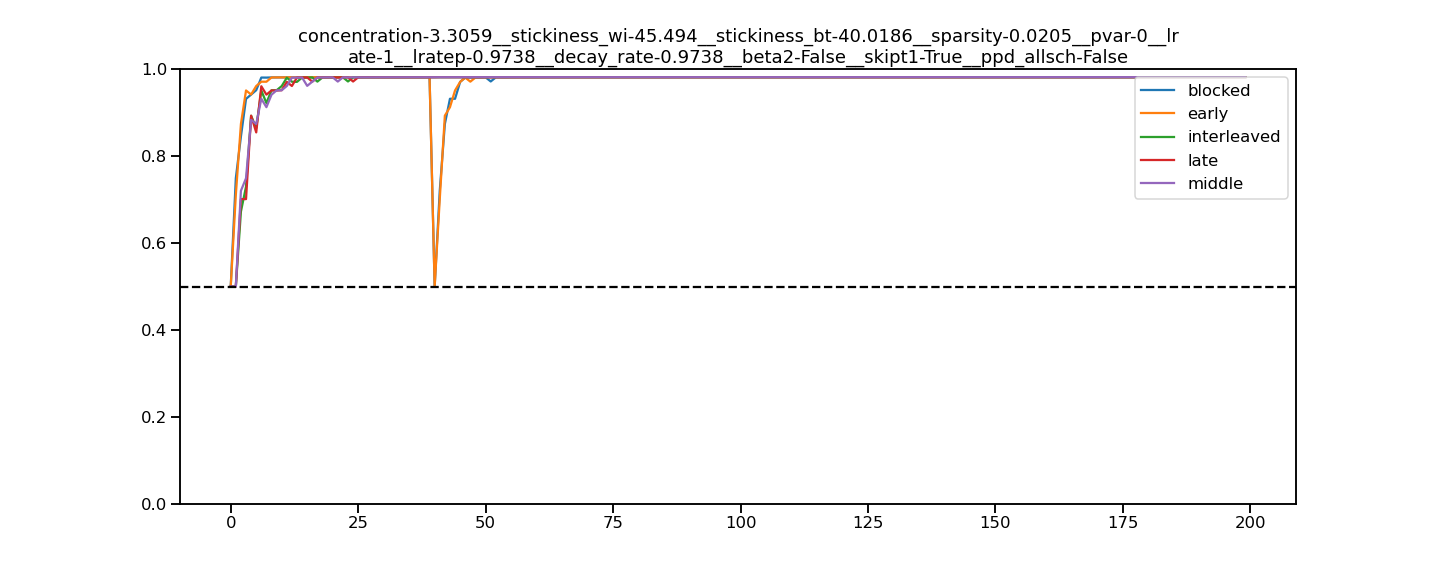 concentration-3.3059__stickiness_wi-45.494__stickiness_bt-40.0186__sparsity-0.0205__pvar-0__lr
ate-1__lratep-0.9738__decay_rate-0.9738__beta2-False__skipt1-True__ppd_allsch-False
1.0
0.8
0.6
0.4
0.2
0.0
blocked
early
interleaved
late
middle
0 25 50 75 100 125 150 175 200